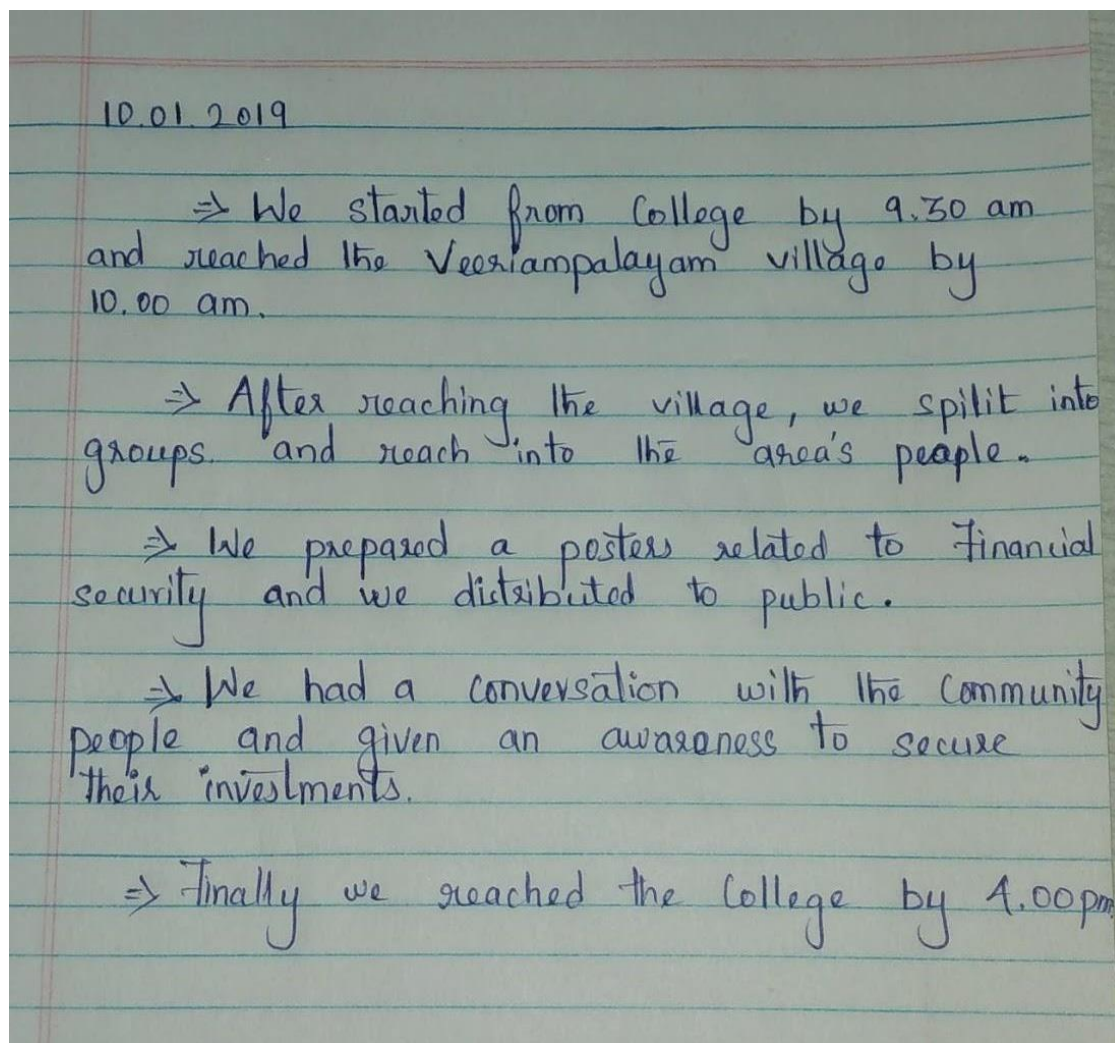 10.01.2019
⇒ We started from College by 9.30 am
and reached the Veeriampalayam village by
10.00 am.
⇒ After reaching the village, we spilit into
groups. and reach into the area's people.
⇒ We prepared a posters related to Financial
security and we distributed to public.
⇒ We had a conversation with the Community
people and given an awareness to secure
their investments.
⇒ Finally we reached the College by 4.00pm